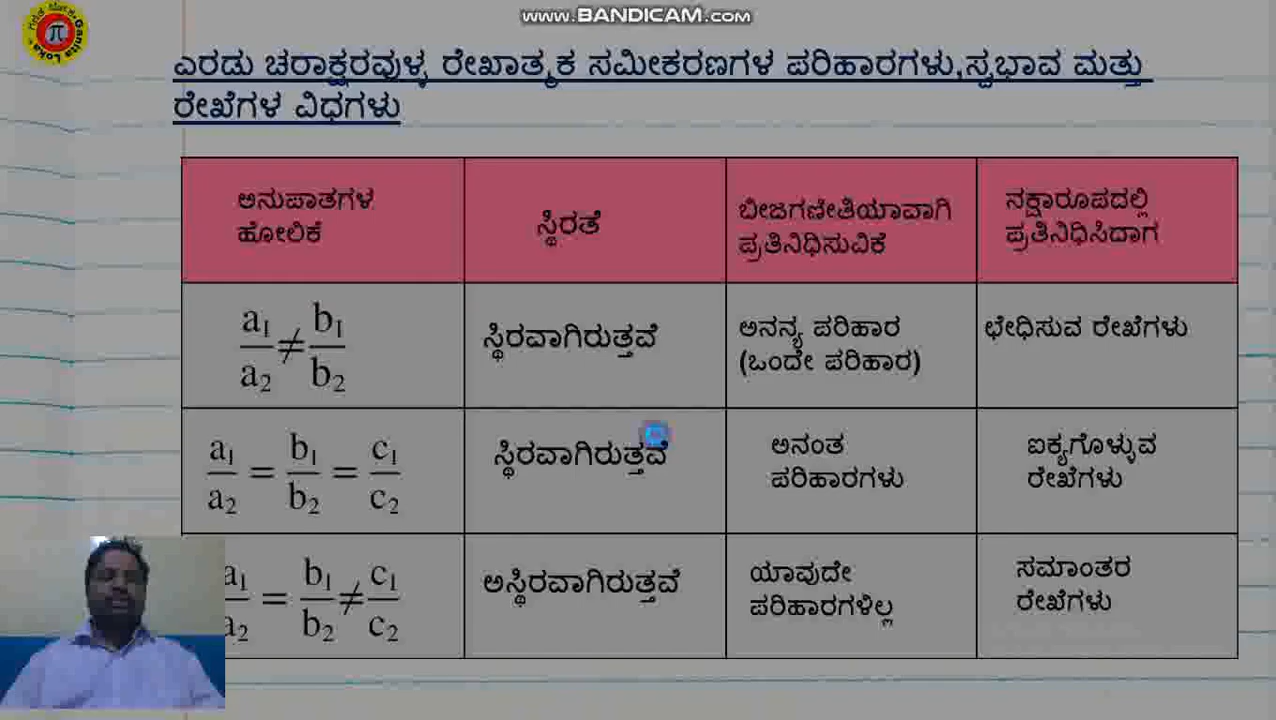 www.BANDICAM.com
ಗಣಿತ ಲೋಕ
Ganita Loka
π
ಎರಡು ಚರಾಕ್ಷರವುಳ್ಳ ರೇಖಾತ್ಮಕ ಸಮೀಕರಣಗಳ ಪರಿಹಾರಗಳು,ಸ್ವಭಾವ ಮತ್ತು
ರೇಖೆಗಳ ವಿಧಗಳು
ಅನುಪಾತಗಳ
ಹೋಲಿಕೆ
ಸ್ಥಿರತೆ
ಬೀಜಗಣೀತಿಯಾವಾಗಿ
ಪ್ರತಿನಿಧಿಸುವಿಕೆ
ನಕ್ಷಾರೂಪದಲ್ಲಿ
ಪ್ರತಿನಿಧಿಸಿದಾಗ
a₁/a₂ ≠ b₁/b₂
ಸ್ಥಿರವಾಗಿರುತ್ತವೆ
ಅನನ್ಯ ಪರಿಹಾರ
(ಒಂದೇ ಪರಿಹಾರ)
ಛೇಧಿಸುವ ರೇಖೆಗಳು
a₁/a₂ = b₁/b₂ = c₁/c₂
ಸ್ಥಿರವಾಗಿರುತ್ತವೆ
ಅನಂತ
ಪರಿಹಾರಗಳು
ಐಕ್ಯಗೊಳ್ಳುವ
ರೇಖೆಗಳು
a₁/a₂ = b₁/b₂ ≠ c₁/c₂
ಅಸ್ಥಿರವಾಗಿರುತ್ತವೆ
ಯಾವುದೇ
ಪರಿಹಾರಗಳಿಲ್ಲ
ಸಮಾಂತರ
ರೇಖೆಗಳು